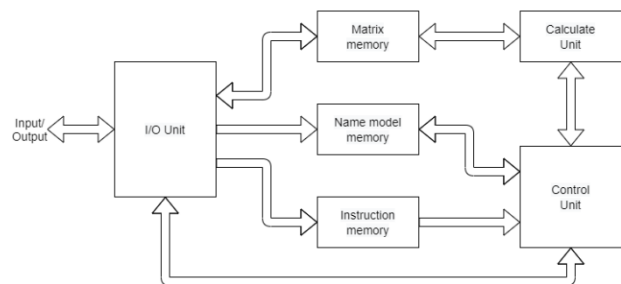 Matrix
memory
Calculate
Unit
Input/
Output
I/O Unit
Name model
memory
Control
Unit
Instruction
memory